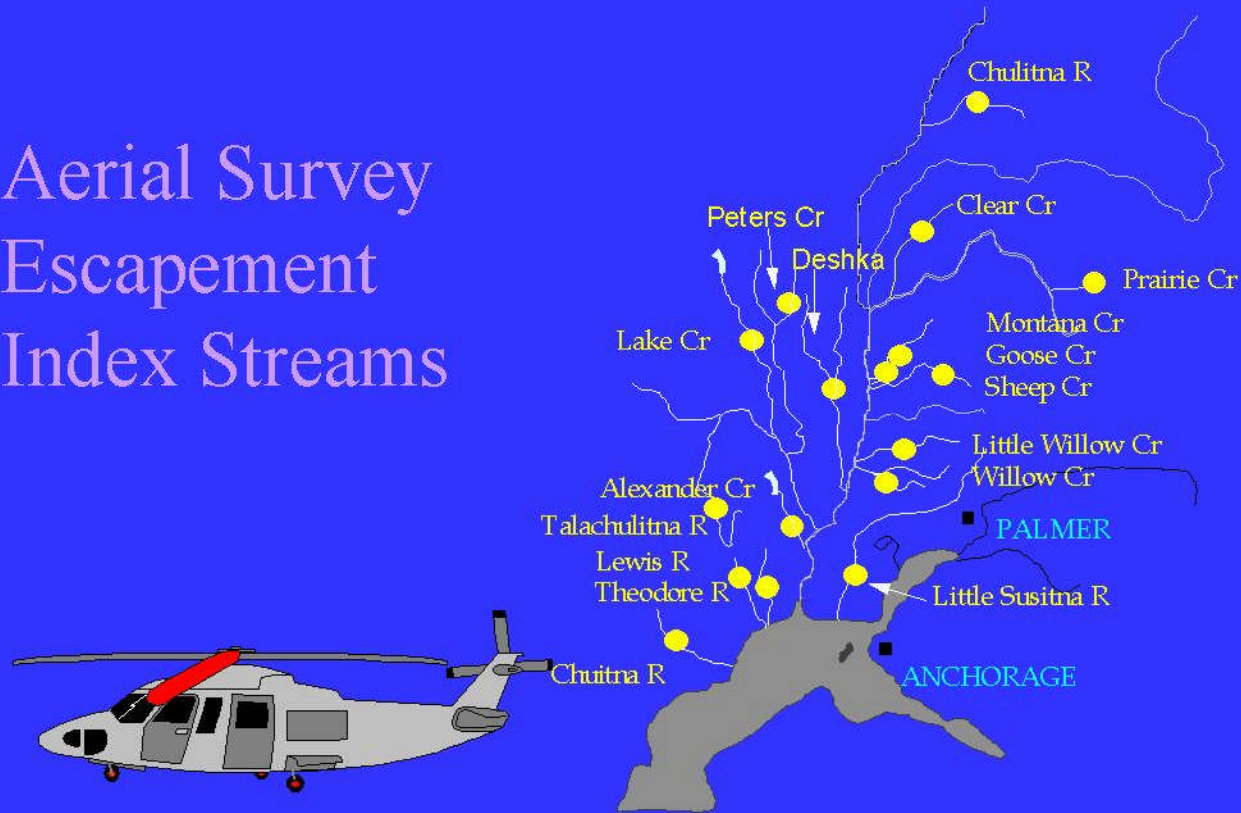 Aerial Survey
Escapement
Index Streams
Chulitna R
Clear Cr
Peters Cr
Deshka
Prairie Cr
Lake Cr
Montana Cr
Goose Cr
Sheep Cr
Little Willow Cr
Willow Cr
Alexander Cr
Talachulitna R
PALMER
Lewis R
Theodore R
Little Susitna R
Chuitna R
ANCHORAGE